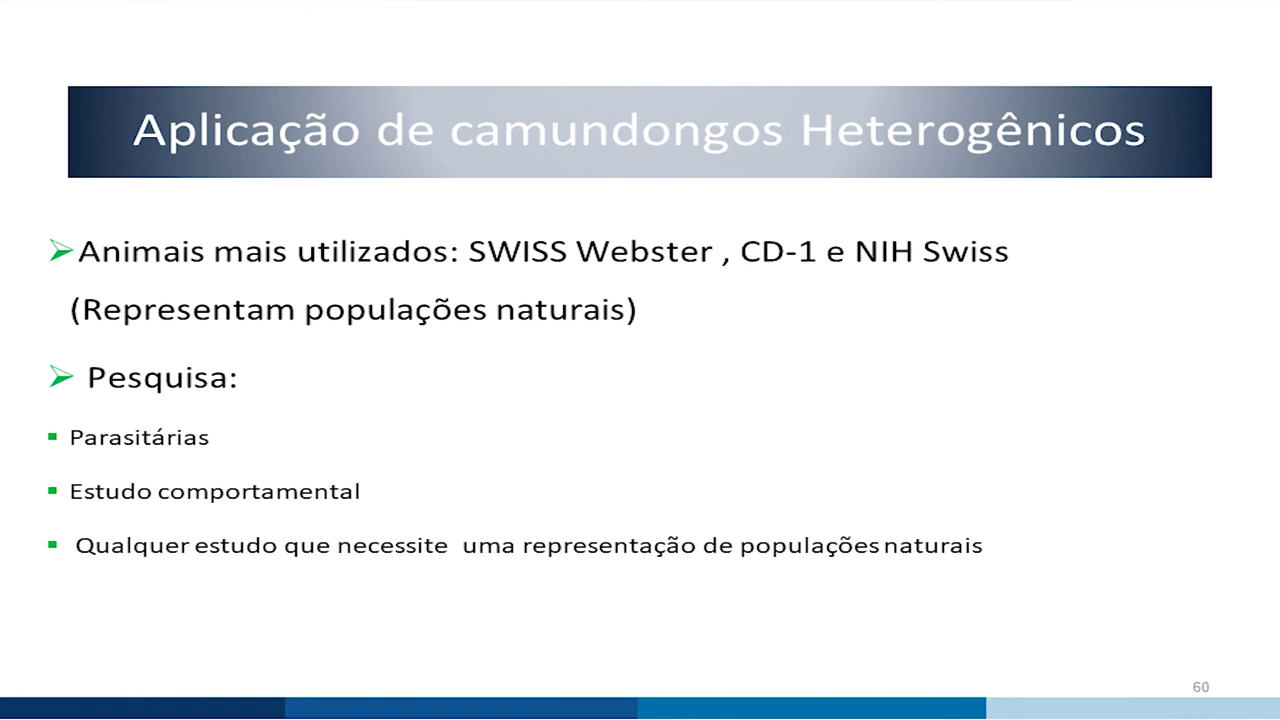 Aplicação de camundongos Heterogênicos
Animais mais utilizados: SWISS Webster , CD-1 e NIH Swiss
(Representam populações naturais)
Pesquisa:
Parasitárias
Estudo comportamental
Qualquer estudo que necessite uma representação de populações naturais
60